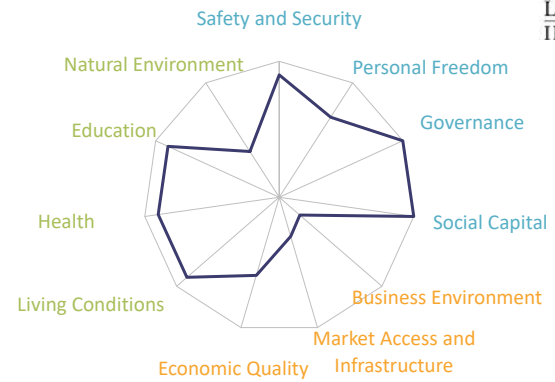 Safety and Security
Personal Freedom
Governance
Social Capital
Business Environment
Market Access and
Infrastructure
Economic Quality
Living Conditions
Health
Education
Natural Environment